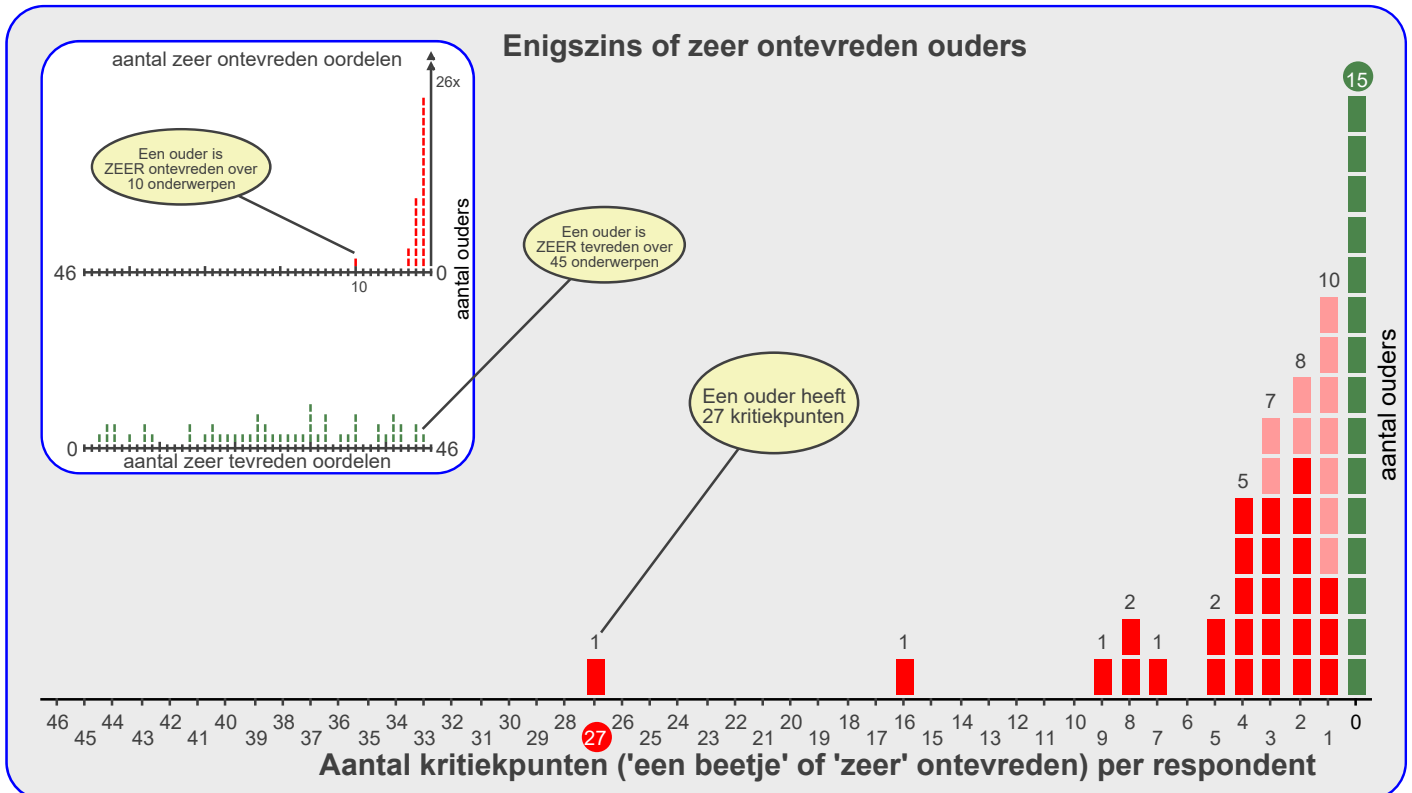 Enigszins of zeer ontevreden ouders
aantal zeer ontevreden oordelen
26x
Een ouder is
ZEER ontevreden over
10 onderwerpen
46
10
0
aantal ouders
Een ouder is
ZEER tevreden over
45 onderwerpen
0
46
aantal zeer tevreden oordelen
Een ouder heeft
27 kritiekpunten
1
1
1
2
1
2
5
7
8
10
15
aantal ouders
46 44 42 40 38 36 34 32 30 28 26 24 22 20 18 16 14 12 10 8 6 4 2 0
45 43 41 39 37 35 33 31 29 27 25 23 21 19 17 15 13 11 9 7 5 3 1
Aantal kritiekpunten ('een beetje' of 'zeer' ontevreden) per respondent